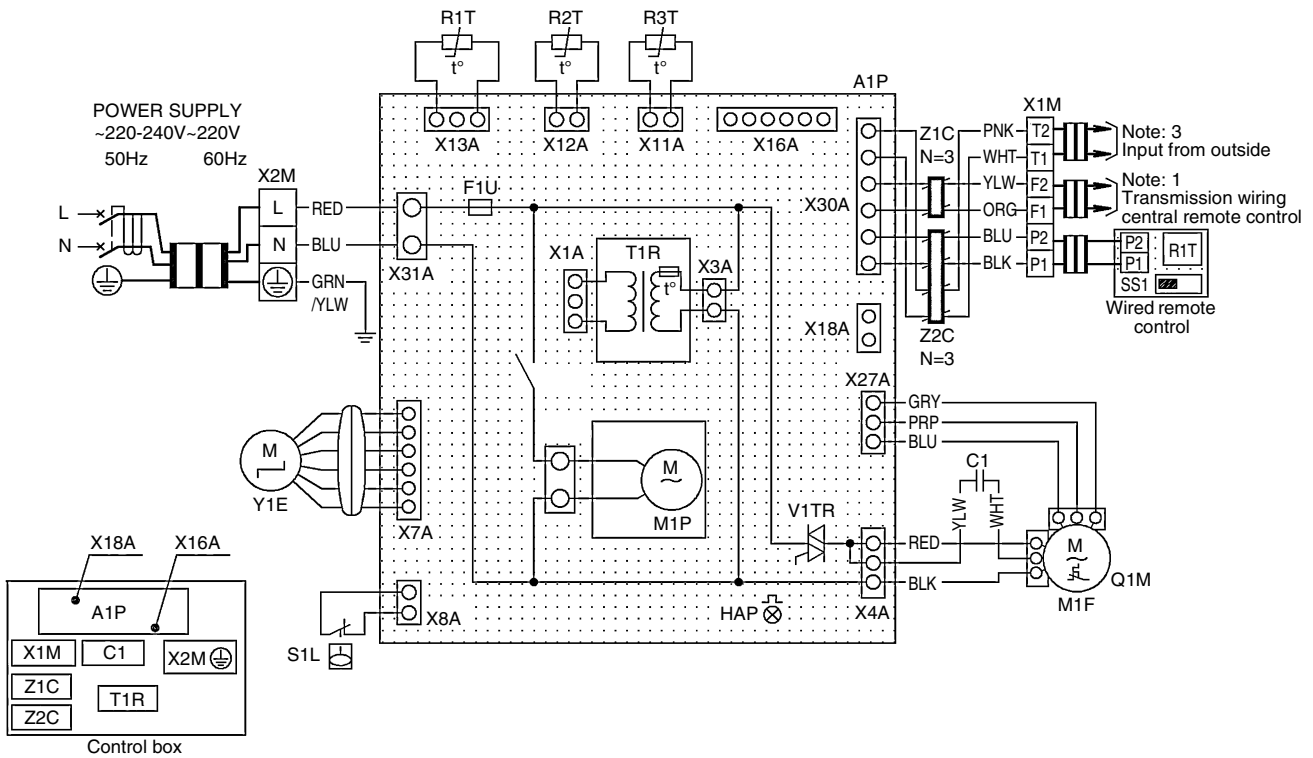 R1T R2T R3T
t° t° t°
A1P
X13A X12A X11A X16A
POWER SUPPLY
~220-240V~220V
50Hz 60Hz
X2M
L L RED
N N BLU
GRN
/YLW
X31A
F1U
X1A T1R X3A
t°
X30A
X18A
X27A
Z1C
N=3
Z2C
N=3
X1M
PNK T2
WHT T1
YLW F2
ORG F1
BLU P2
BLK P1
Note: 3
Input from outside
Note: 1
Transmission wiring
central remote control
P2
P1
R1T
SS1
Wired remote
control
GRY
PRP
BLU
C1
YLW
WHT
M
Y1E
X7A
M
~
M1P
V1TR
RED
BLK
X4A
M
~
Q1M
M1F
HAP
X8A
S1L
X18A X16A
A1P
X1M C1 X2M
Z1C
T1R
Z2C
Control box